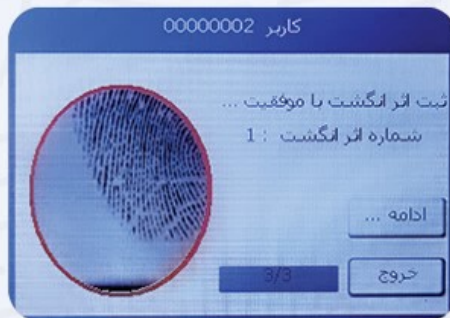 کاربر 00000002
ثبت اثر انگشت با موفقیت ...
شماره اثر انگشت : 1
ادامه ...
3/3
خروج